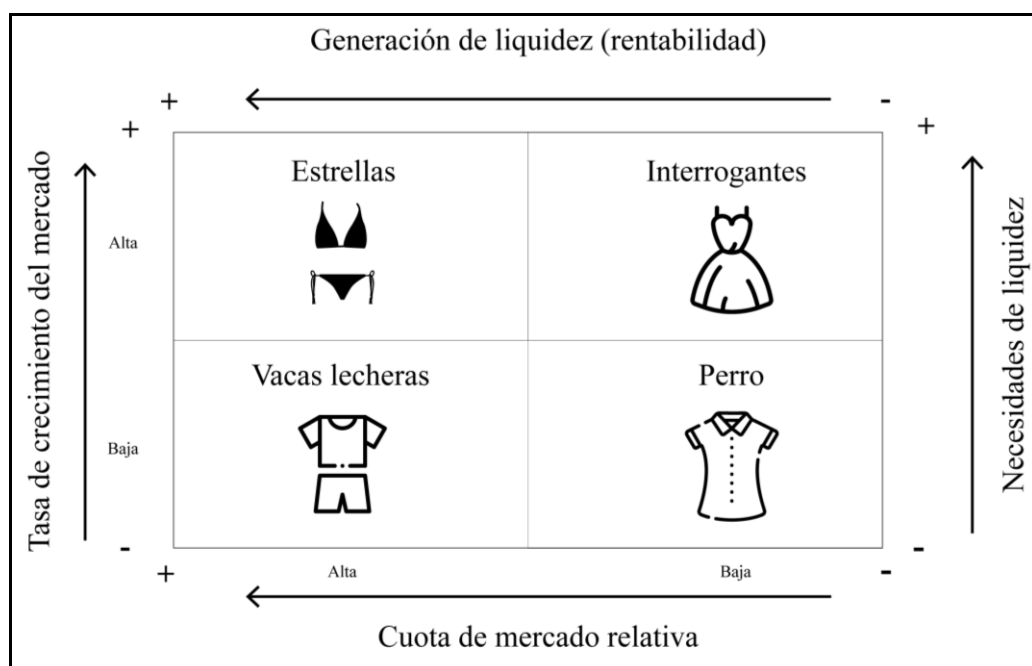 Generación de liquidez (rentabilidad)
+ -
+ +
Estrellas Interrogantes
Tasa de crecimiento del mercado
Alta
Necesidades de liquidez
Vacas lecheras Perro
Baja
- -
+ Alta Baja -
Cuota de mercado relativa